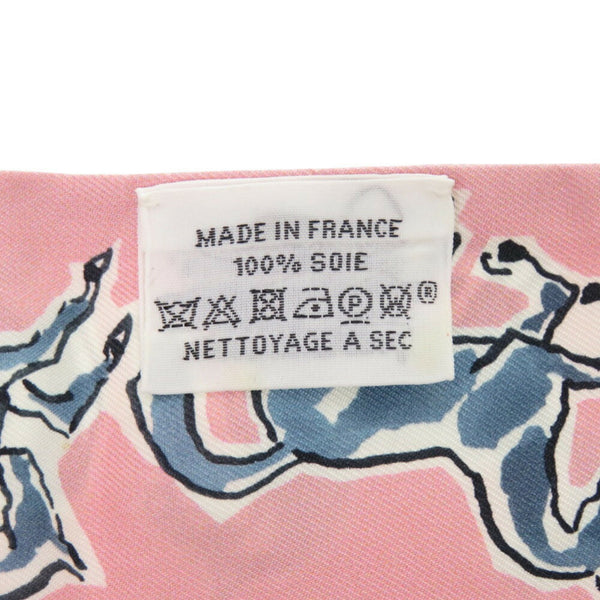 MADE IN FRANCE
100% SOIE
P W ®
NETTOYAGE A SEC